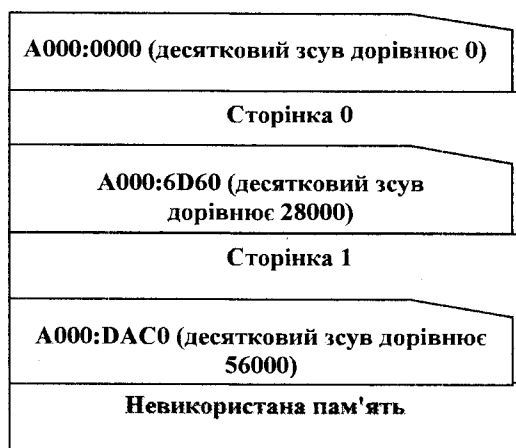 A000:0000 (десятковий зсув дорівнює 0)
Сторінка 0
A000:6D60 (десятковий зсув
дорівнює 28000)
Сторінка 1
A000:DAC0 (десятковий зсув дорівнює
56000)
Невикористана пам'ять